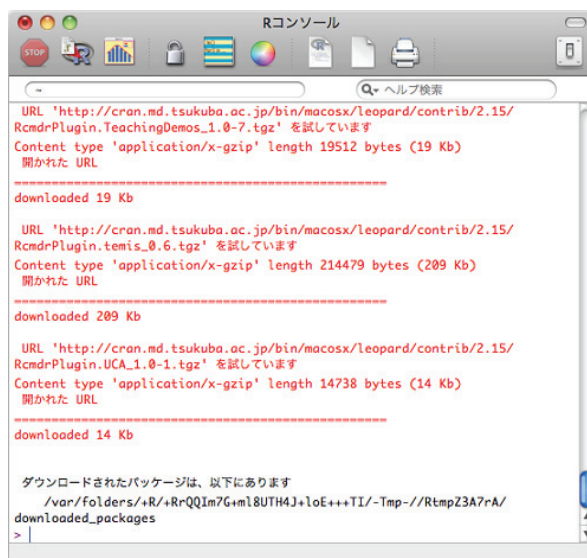 Rコンソール
STOP
R
R
~
ヘルプ検索
URL 'http://cran.md.tsukuba.ac.jp/bin/macosx/leopard/contrib/2.15/
RcmdrPlugin.TeachingDemos_1.0-7.tgz' を試しています
Content type 'application/x-gzip' length 19512 bytes (19 Kb)
開かれた URL
==================================================
downloaded 19 Kb
URL 'http://cran.md.tsukuba.ac.jp/bin/macosx/leopard/contrib/2.15/
RcmdrPlugin.temis_0.6.tgz' を試しています
Content type 'application/x-gzip' length 214479 bytes (209 Kb)
開かれた URL
==================================================
downloaded 209 Kb
URL 'http://cran.md.tsukuba.ac.jp/bin/macosx/leopard/contrib/2.15/
RcmdrPlugin.UCA_1.0-1.tgz' を試しています
Content type 'application/x-gzip' length 14738 bytes (14 Kb)
開かれた URL
==================================================
downloaded 14 Kb
ダウンロードされたパッケージは、以下にあります
/var/folders/+R/+RrQQIm7G+ml8UTH4J+loE+++TI/-Tmp-//RtmpZ3A7rA/
downloaded_packages
>